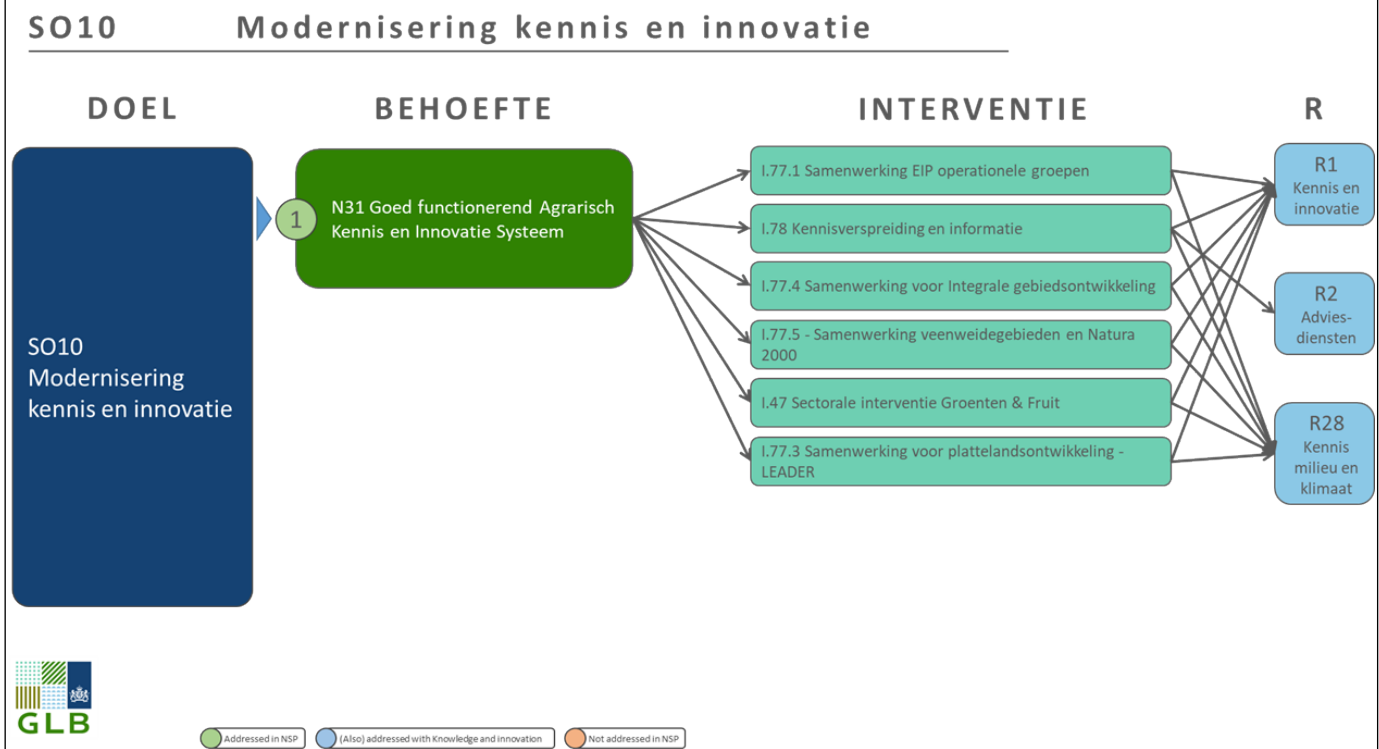 SO10 Modernisering kennis en innovatie
DOEL
BEHOEFTE
INTERVENTIE
R
SO10
Modernisering
kennis en innovatie
1
N31 Goed functionerend Agrarisch
Kennis en Innovatie Systeem
I.77.1 Samenwerking EIP operationele groepen
I.78 Kennisverspreiding en informatie
I.77.4 Samenwerking voor Integrale gebiedsontwikkeling
I.77.5 - Samenwerking veenweidegebieden en Natura
2000
I.47 Sectorale interventie Groenten & Fruit
I.77.3 Samenwerking voor plattelandsontwikkeling -
LEADER
R1
Kennis en
innovatie
R2
Advies-
diensten
R28
Kennis
milieu en
klimaat
GLB
Addressed in NSP
(Also) addressed with Knowledge and innovation
Not addressed in NSP